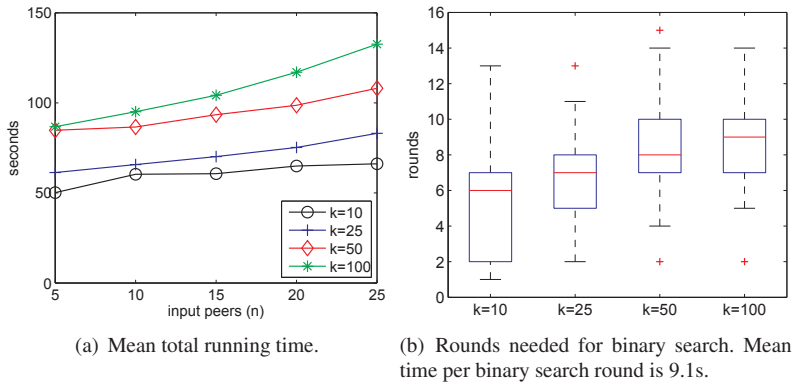 150
100
50
0
seconds
5 10 15 20 25
input peers (n)
k=10
k=25
k=50
k=100
(a) Mean total running time.
16
14
12
10
8
6
4
2
0
rounds
k=10 k=25 k=50 k=100
(b) Rounds needed for binary search. Mean
time per binary search round is 9.1s.